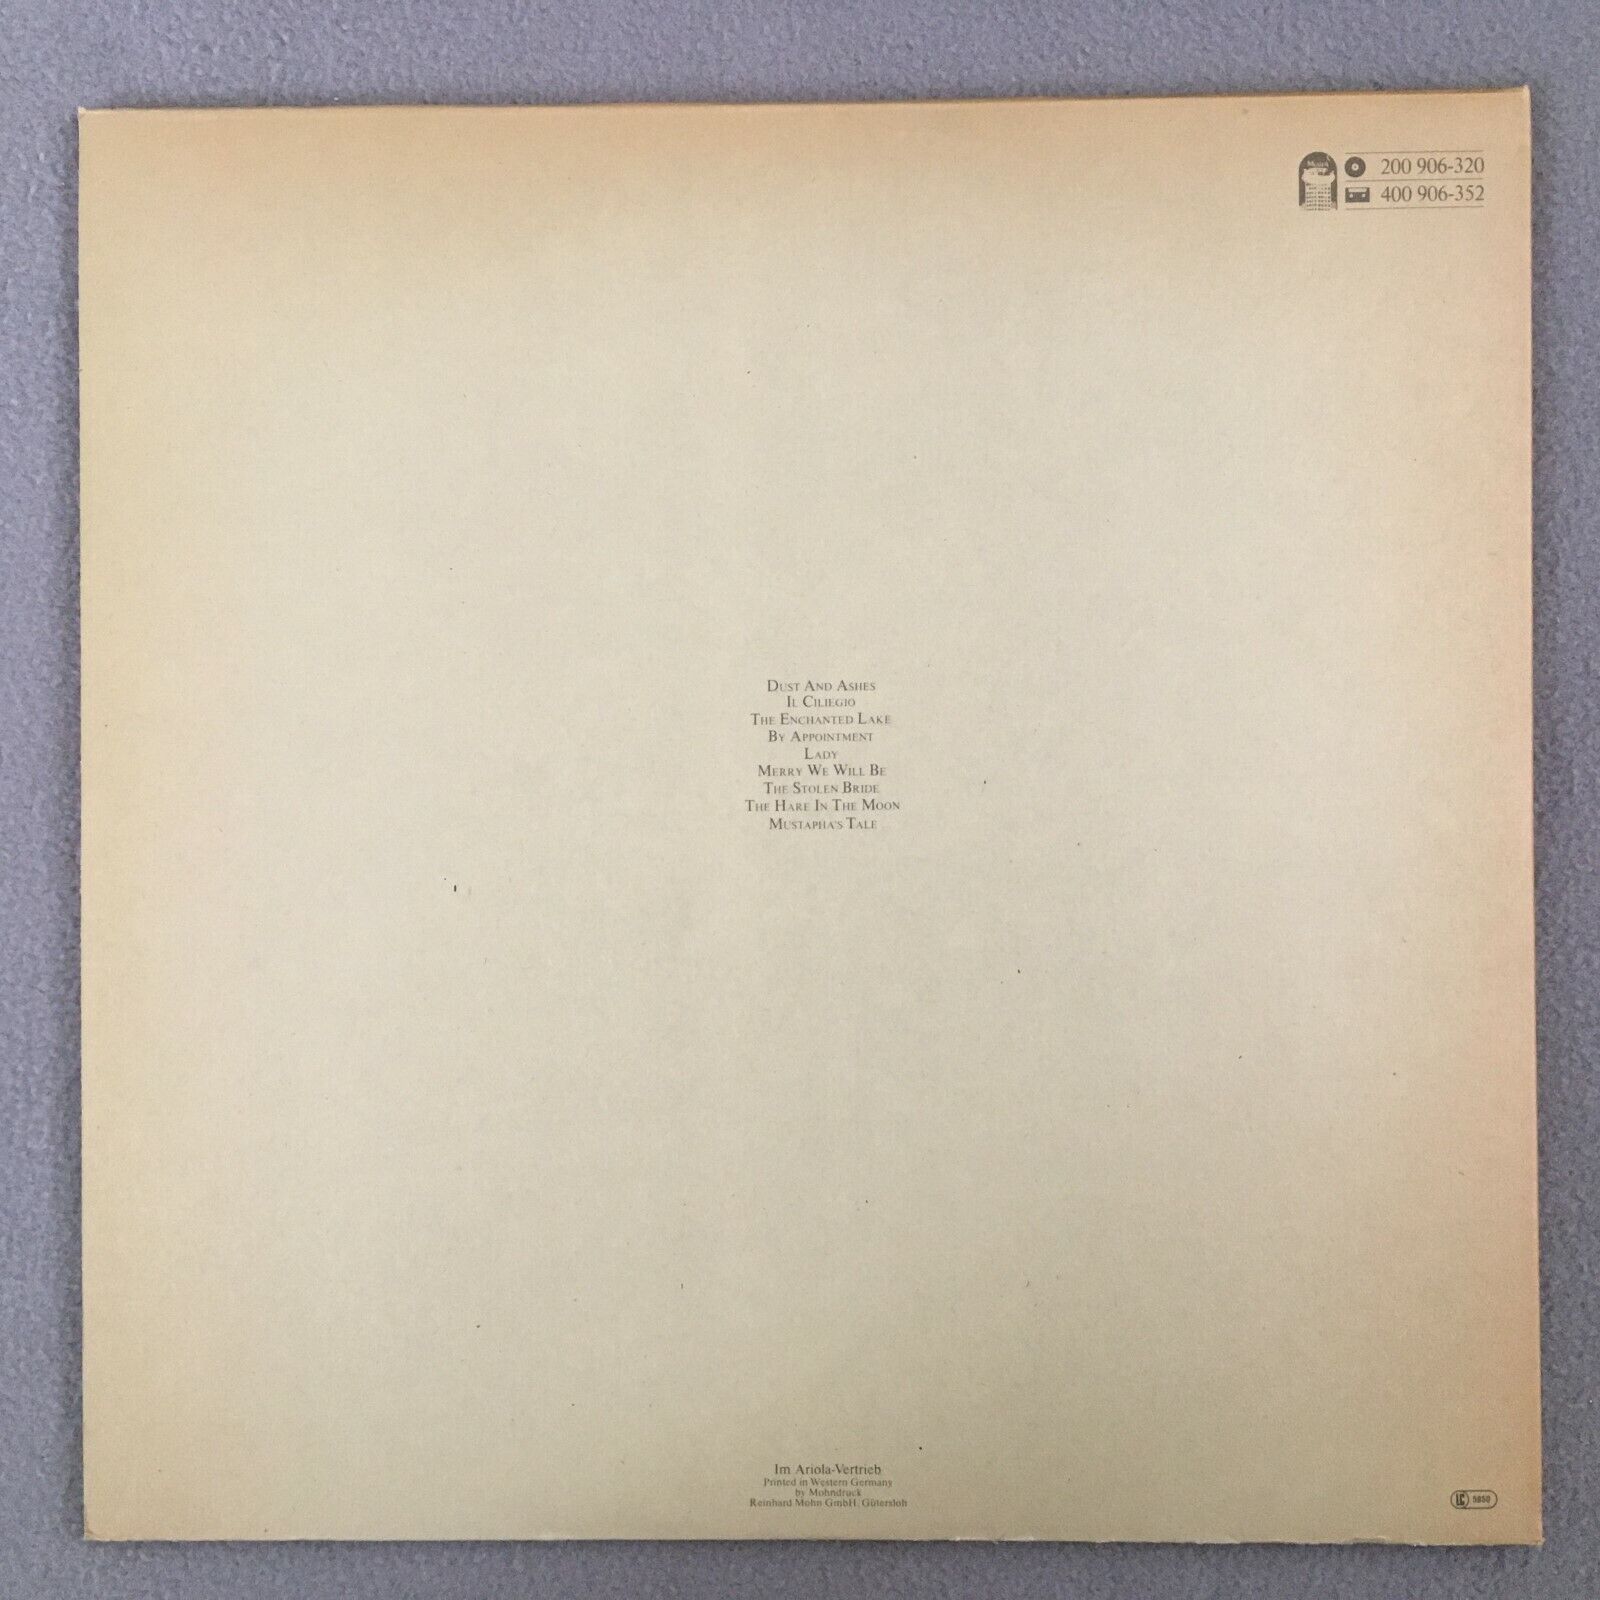 Musik
200 906-320
400 906-352
DUST AND ASHES
IL CILIEGIO
THE ENCHANTED LAKE
BY APPOINTMENT
LADY
MERRY WE WILL BE
THE STOLEN BRIDE
THE HARE IN THE MOON
MUSTAPHA'S TALE
Im Ariola-Vertrieb
Printed in Western Germany
by Mohndruck
Reinhard Mohn GmbH, Gütersloh
LC 5850